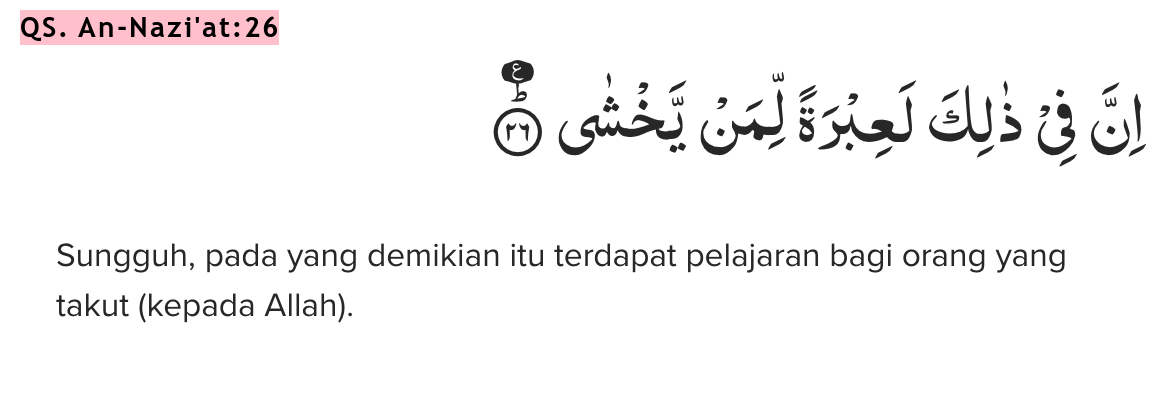 QS. An-Nazi'at:26
اِنَّ فِيْ ذٰلِكَ لَعِبْرَةً لِّمَنْ يَّخْشٰى ۗ ࣖ ٢٦
Sungguh, pada yang demikian itu terdapat pelajaran bagi orang yang
takut (kepada Allah).